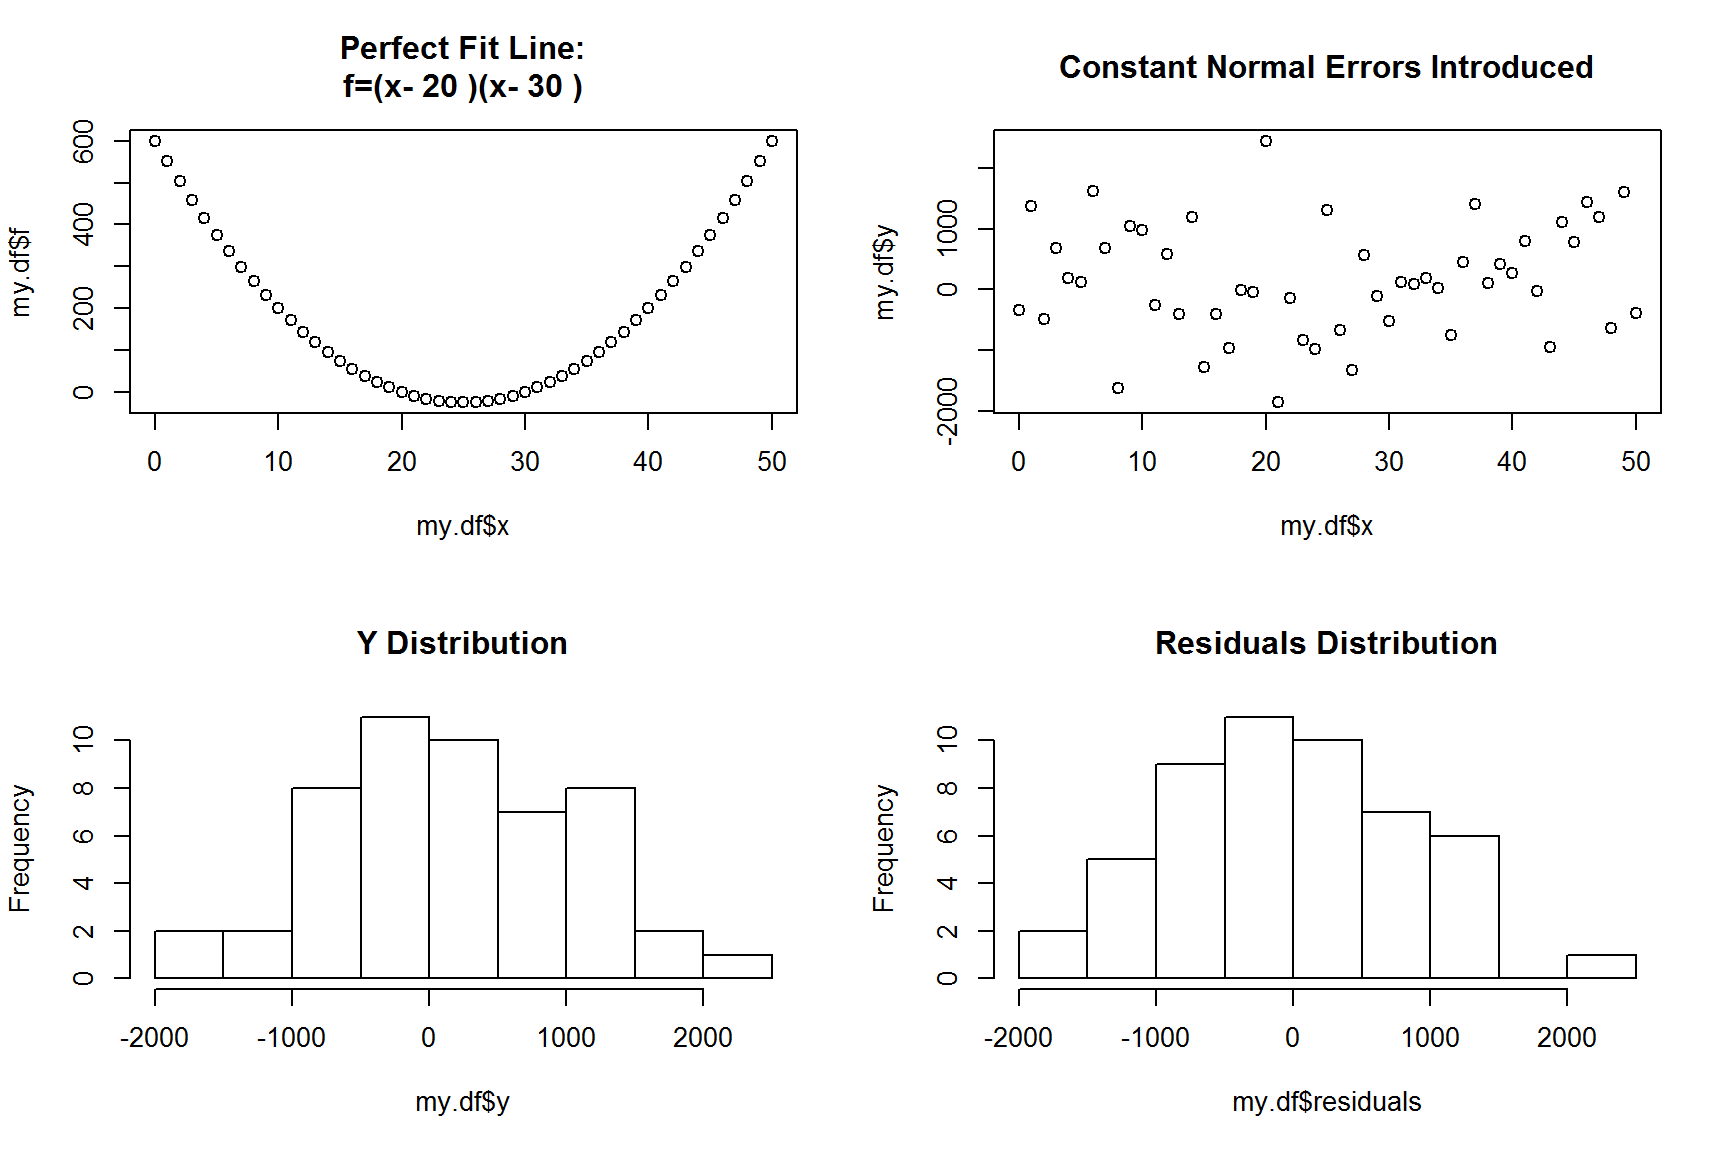 Perfect Fit Line:
f=(x- 20 )(x- 30 )
my.df$f
600
400
200
0
0 10 20 30 40 50
my.df$x
Constant Normal Errors Introduced
my.df$y
1000
0
-2000
0 10 20 30 40 50
my.df$x
Y Distribution
Frequency
10
8
6
4
2
0
-2000 -1000 0 1000 2000
my.df$y
Residuals Distribution
Frequency
10
8
6
4
2
0
-2000 -1000 0 1000 2000
my.df$residuals